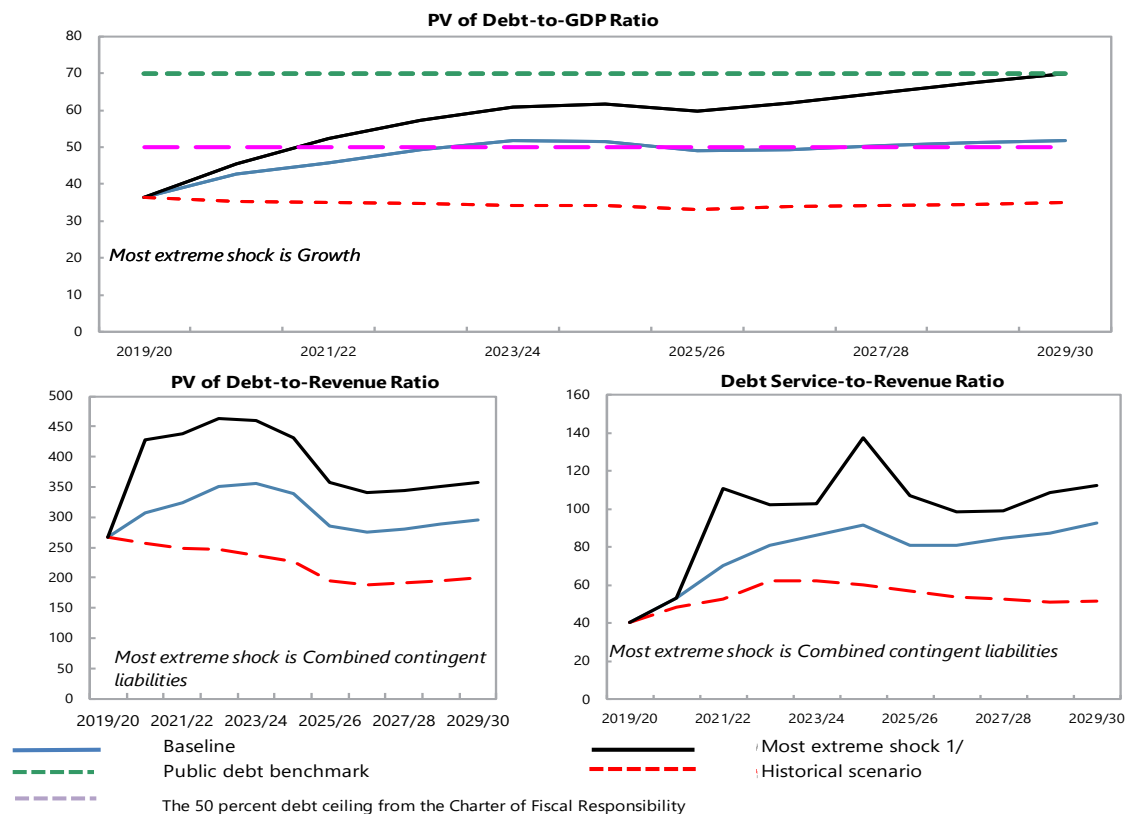 PV of Debt-to-GDP Ratio
80
70
60
50
40
30
20
10
0
Most extreme shock is Growth
2019/20 2021/22 2023/24 2025/26 2027/28 2029/30
PV of Debt-to-Revenue Ratio
500
450
400
350
300
250
200
150
100
50
0
Most extreme shock is Combined contingent
liabilities
2019/20 2021/22 2023/24 2025/26 2027/28 2029/30
Debt Service-to-Revenue Ratio
160
140
120
100
80
60
40
20
0
Most extreme shock is Combined contingent liabilities
2019/20 2021/22 2023/24 2025/26 2027/28 2029/30
Baseline
Most extreme shock 1/
Public debt benchmark
Historical scenario
The 50 percent debt ceiling from the Charter of Fiscal Responsibility